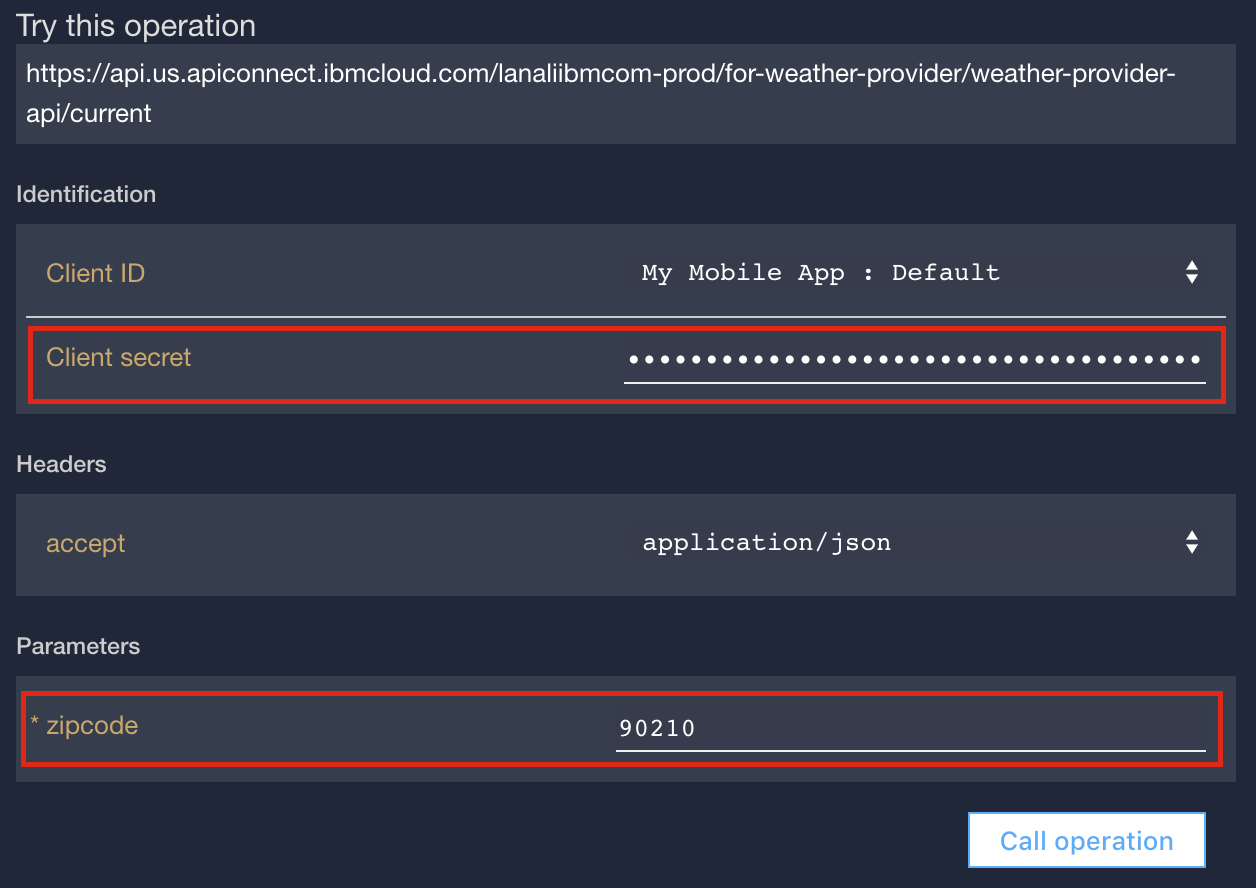 Try this operation
https://api.us.apiconnect.ibmcloud.com/lanaliibmcom-prod/for-weather-provider/weather-provider-
api/current
Identification
Client ID My Mobile App : Default
Client secret •••••••••••••••••••••••••••••••••••••
Headers
accept application/json
Parameters
* zipcode 90210
Call operation